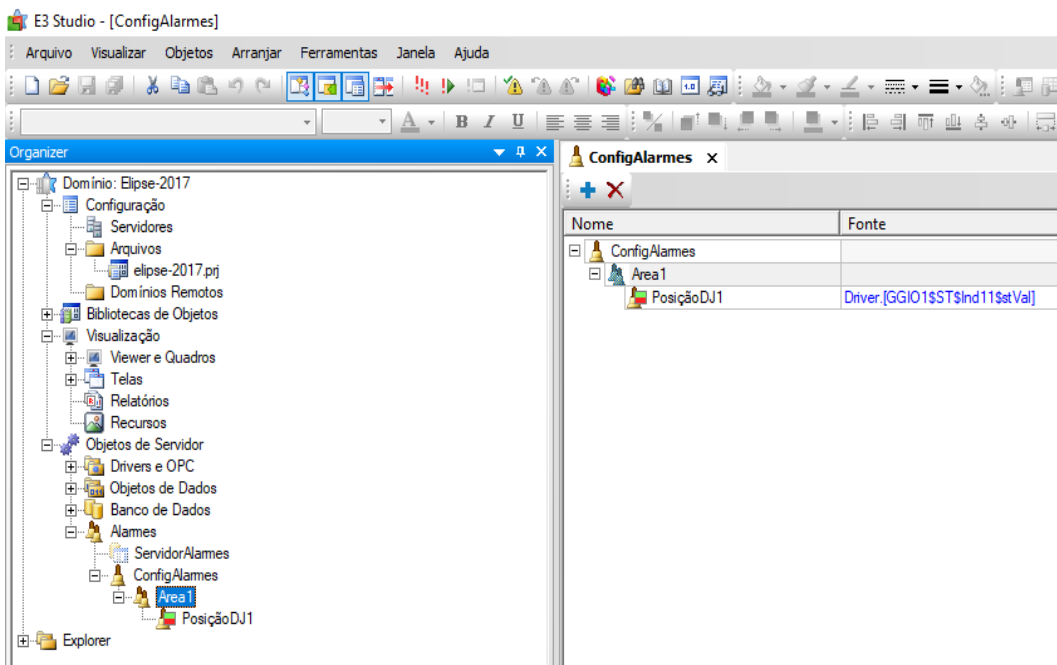 E3 Studio - [ConfigAlarmes]
Arquivo Visualizar Objetos Arranjar Ferramentas Janela Ajuda
1.0
A B I U
Organizer
Domínio: Elipse-2017
Configuração
Servidores
Arquivos
elipse-2017.prj
Domínios Remotos
Bibliotecas de Objetos
Visualização
Viewer e Quadros
Telas
Relatórios
Recursos
Objetos de Servidor
Drivers e OPC
Objetos de Dados
Banco de Dados
Alarmes
ServidorAlarmes
ConfigAlarmes
Area1
PosiçãoDJ1
Explorer
ConfigAlarmes X
Nome Fonte
ConfigAlarmes
Area1
PosiçãoDJ1 Driver.[GGIO1$ST$Ind11$stVal]